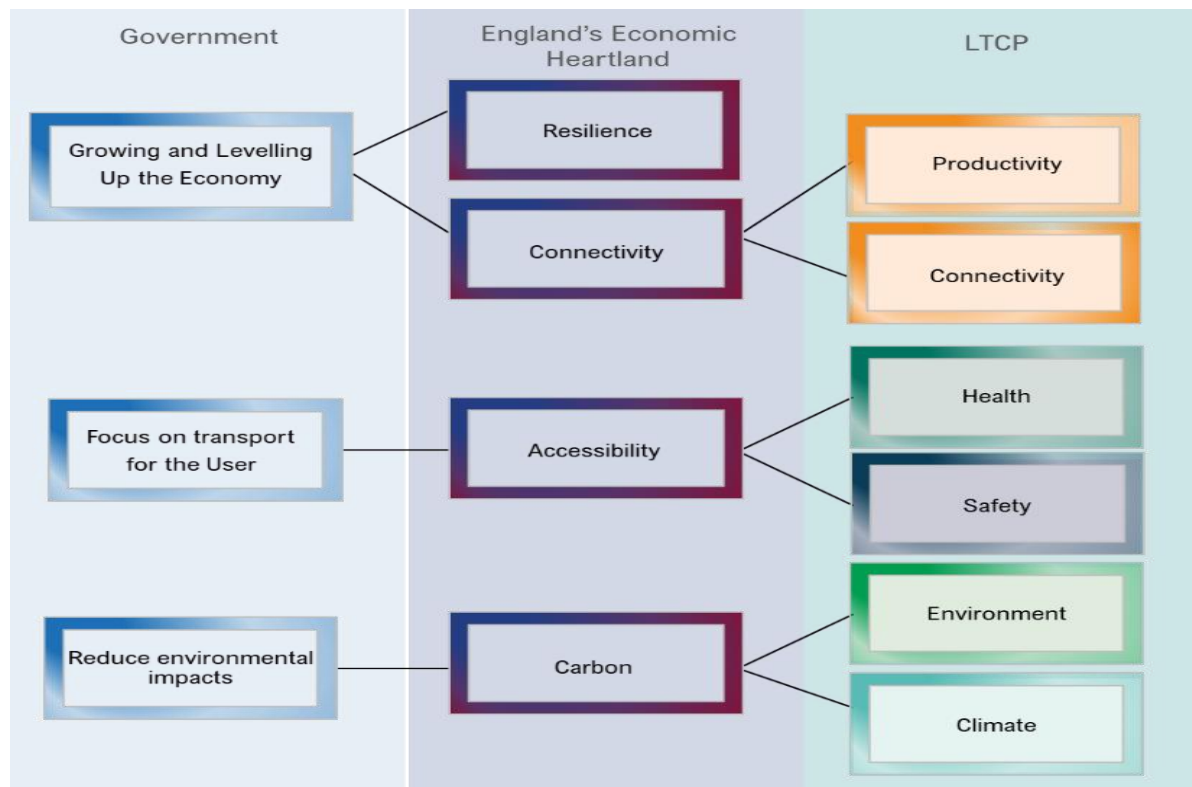 Government
England's Economic
Heartland
LTCP
Growing and Levelling
Up the Economy
Resilience
Connectivity
Productivity
Connectivity
Focus on transport
for the User
Accessibility
Health
Safety
Reduce environmental
impacts
Carbon
Environment
Climate